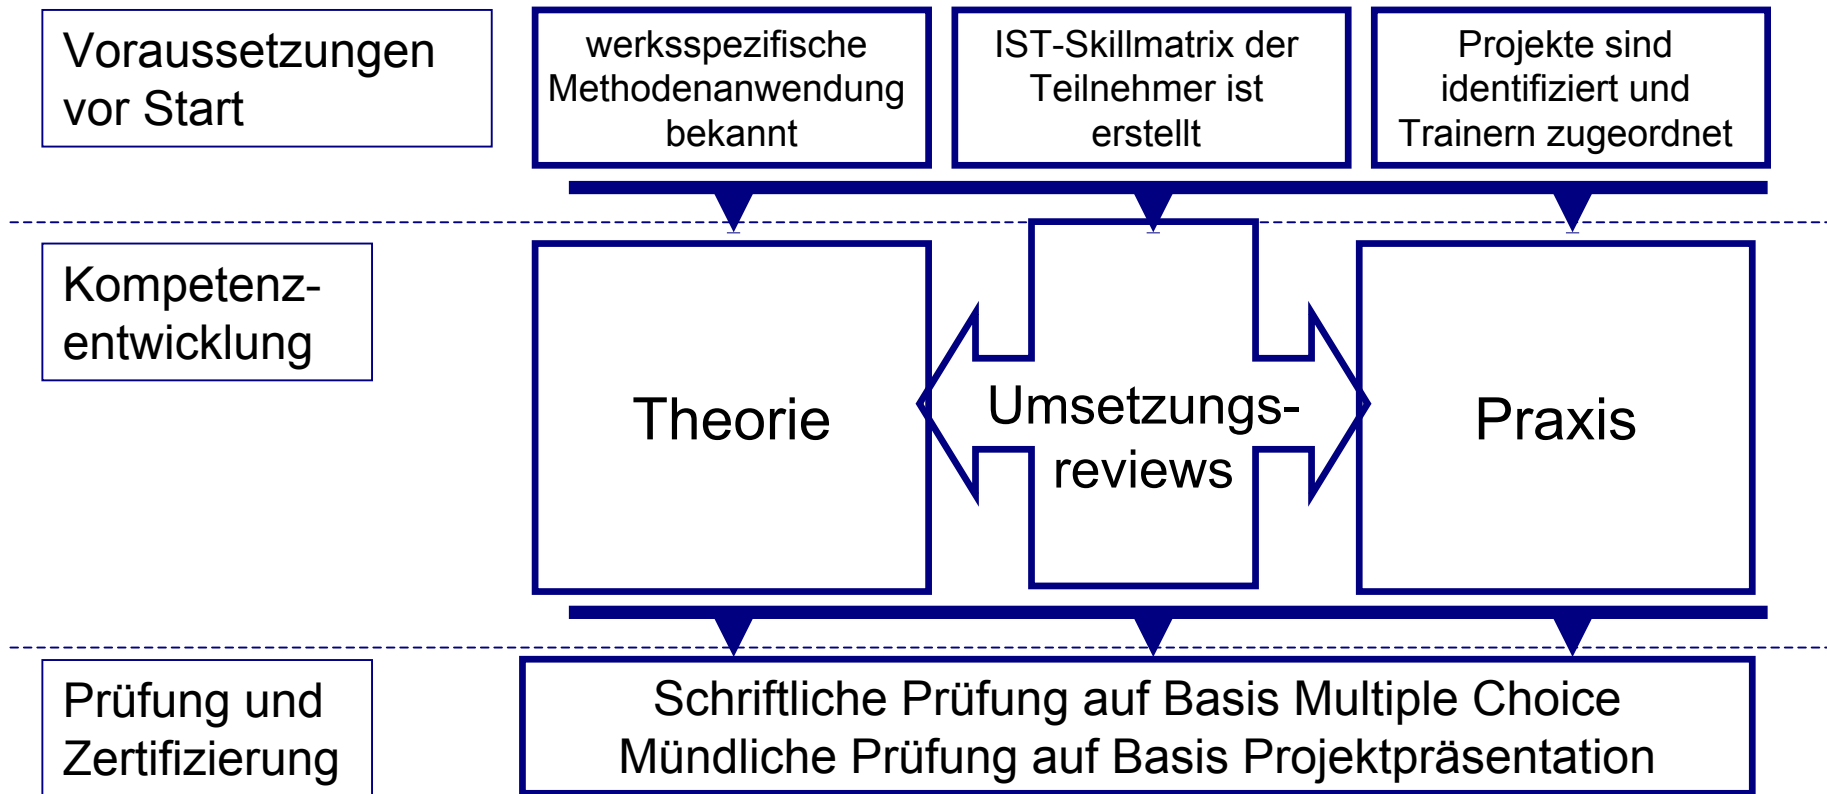 Voraussetzungen
vor Start
werksspezifische
Methodenanwendung
bekannt
IST-Skillmatrix der
Teilnehmer ist
erstellt
Projekte sind
identifiziert und
Trainern zugeordnet
Kompetenz-
entwicklung
Theorie
Umsetzungs-
reviews
Praxis
Prüfung und
Zertifizierung
Schriftliche Prüfung auf Basis Multiple Choice
Mündliche Prüfung auf Basis Projektpräsentation